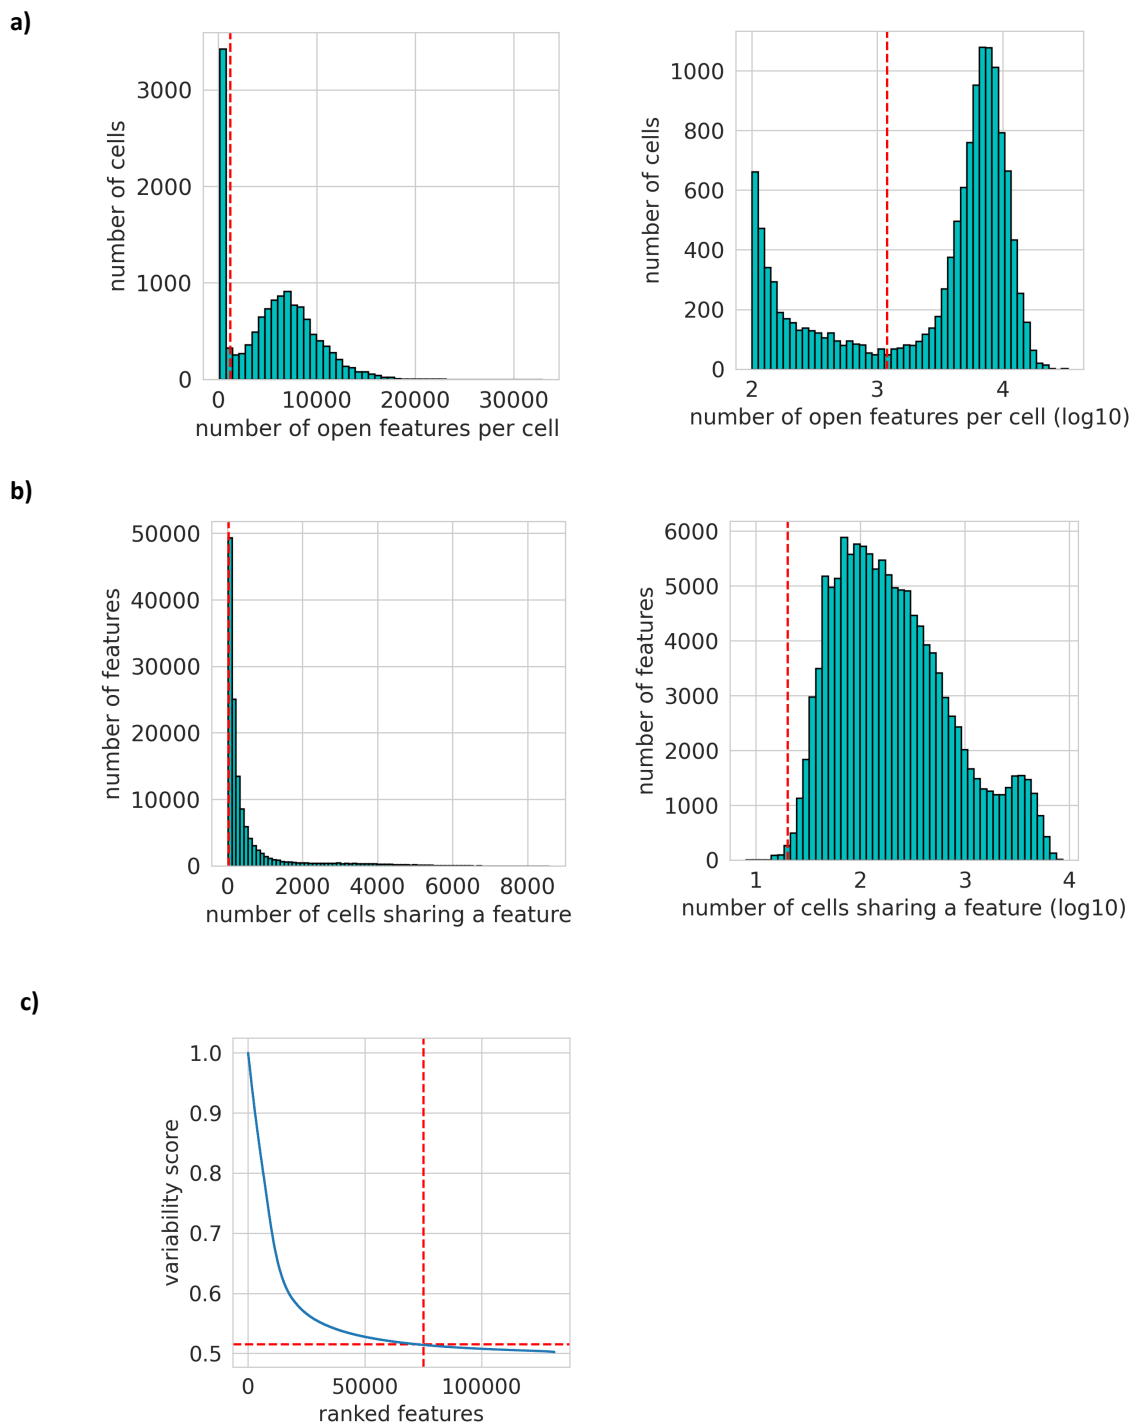 a)
number of cells
3000
2000
1000
0
0 10000 20000 30000
number of open features per cell
number of cells
1000
800
600
400
200
0
2 3 4
number of open features per cell (log10)
b)
number of features
50000
40000
30000
20000
10000
0
0 2000 4000 6000 8000
number of cells sharing a feature
number of features
6000
5000
4000
3000
2000
1000
0
1 2 3 4
number of cells sharing a feature (log10)
c)
variability score
1.0
0.9
0.8
0.7
0.6
0.5
0 50000 100000
ranked features